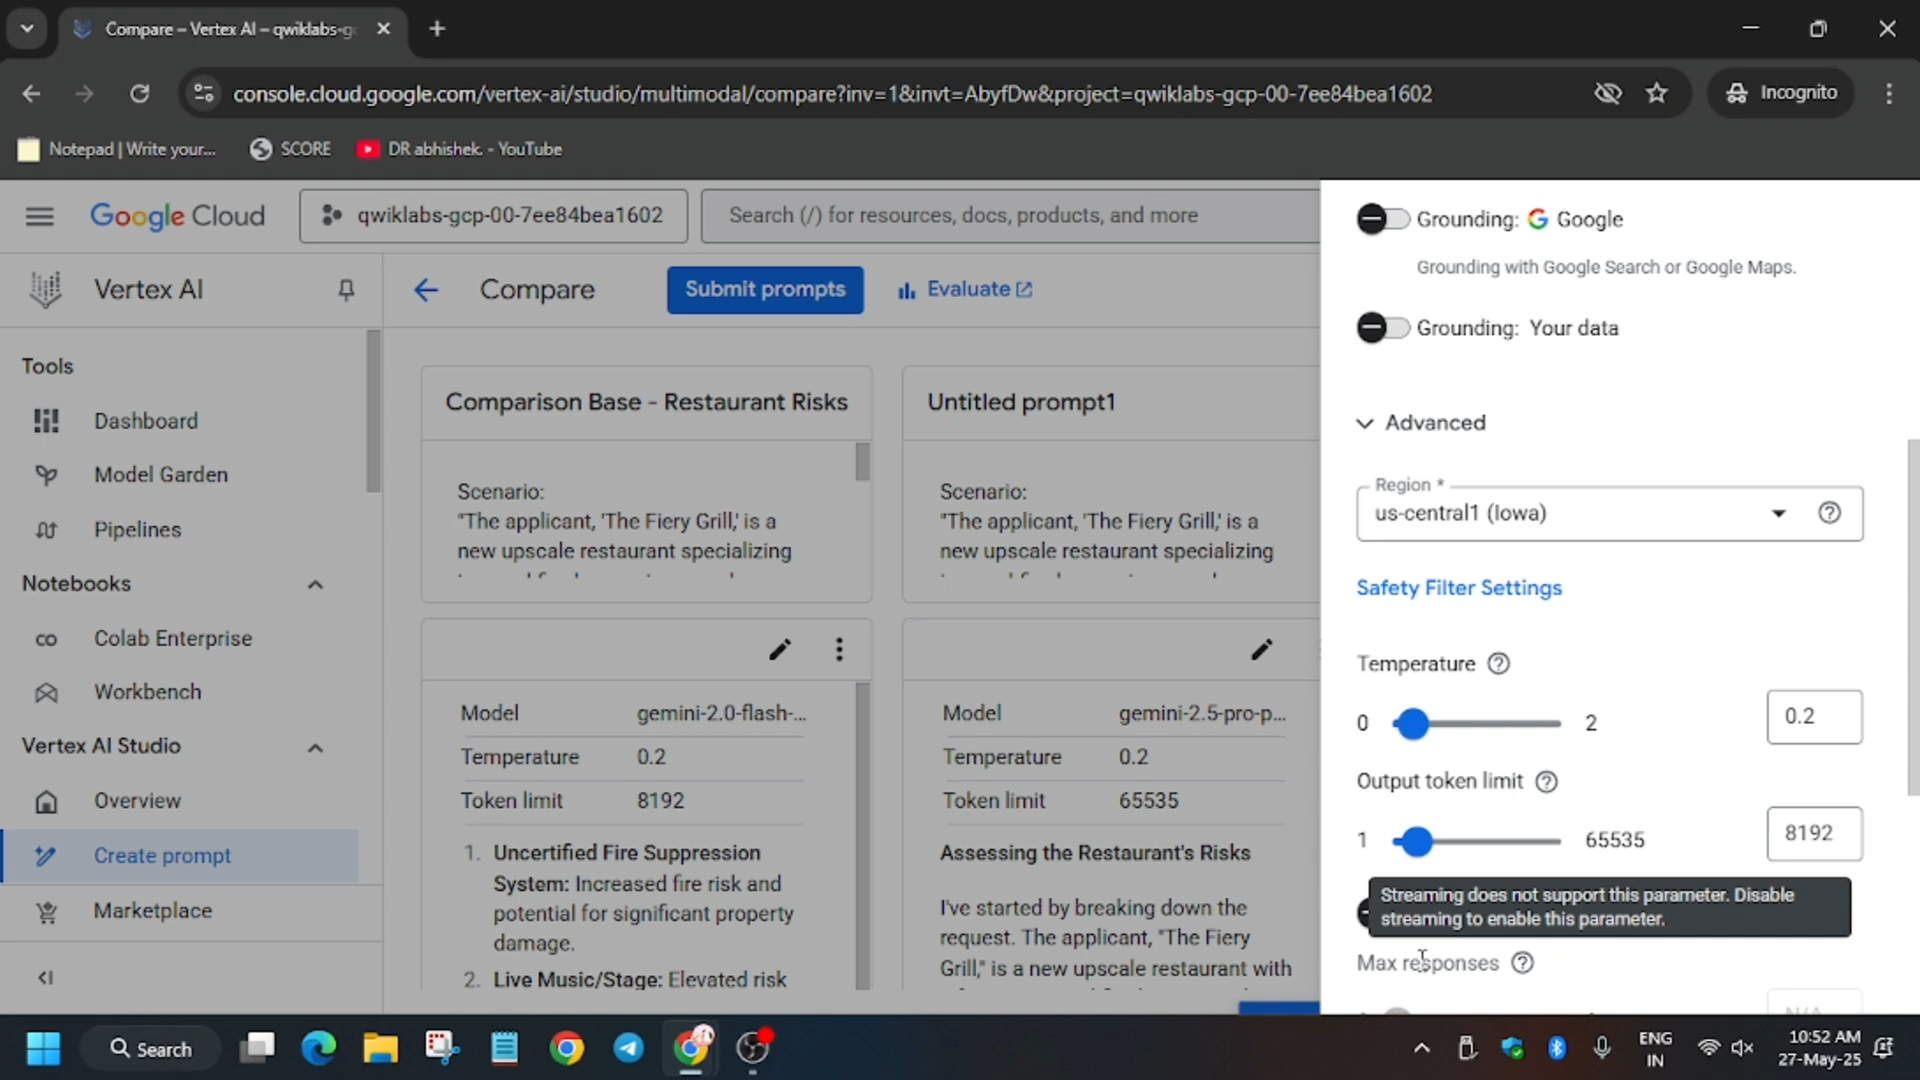 Compare – Vertex AI – qwiklabs-gc
console.cloud.google.com/vertex-ai/studio/multimodal/compare?inv=1&invt=AbyfDw&project=qwiklabs-gcp-00-7ee84bea1602
Incognito
Notepad | Write your...
SCORE
DR abhishek. - YouTube
Google Cloud
qwiklabs-gcp-00-7ee84bea1602
Search (/) for resources, docs, products, and more
Vertex AI
Tools
Dashboard
Model Garden
Pipelines
Notebooks
Colab Enterprise
Workbench
Vertex AI Studio
Overview
Create prompt
Marketplace
Compare
Submit prompts
Evaluate
Comparison Base - Restaurant Risks
Scenario:
"The applicant, 'The Fiery Grill,' is a
new upscale restaurant specializing
Model gemini-2.0-flash-...
Temperature 0.2
Token limit 8192
1. Uncertified Fire Suppression
System: Increased fire risk and
potential for significant property
damage.
2. Live Music/Stage: Elevated risk
Untitled prompt1
Scenario:
"The applicant, 'The Fiery Grill,' is a
new upscale restaurant specializing
Model gemini-2.5-pro-p...
Temperature 0.2
Token limit 65535
Assessing the Restaurant's Risks
I've started by breaking down the
request. The applicant, "The Fiery
Grill," is a new upscale restaurant with
Grounding: Google
Grounding with Google Search or Google Maps.
Grounding: Your data
Advanced
Region *
us-central1 (Iowa)
Safety Filter Settings
Temperature
0 2 0.2
Output token limit
1 65535 8192
Streaming does not support this parameter. Disable
streaming to enable this parameter.
Max responses
Search
ENG
IN
10:52 AM
27-May-25